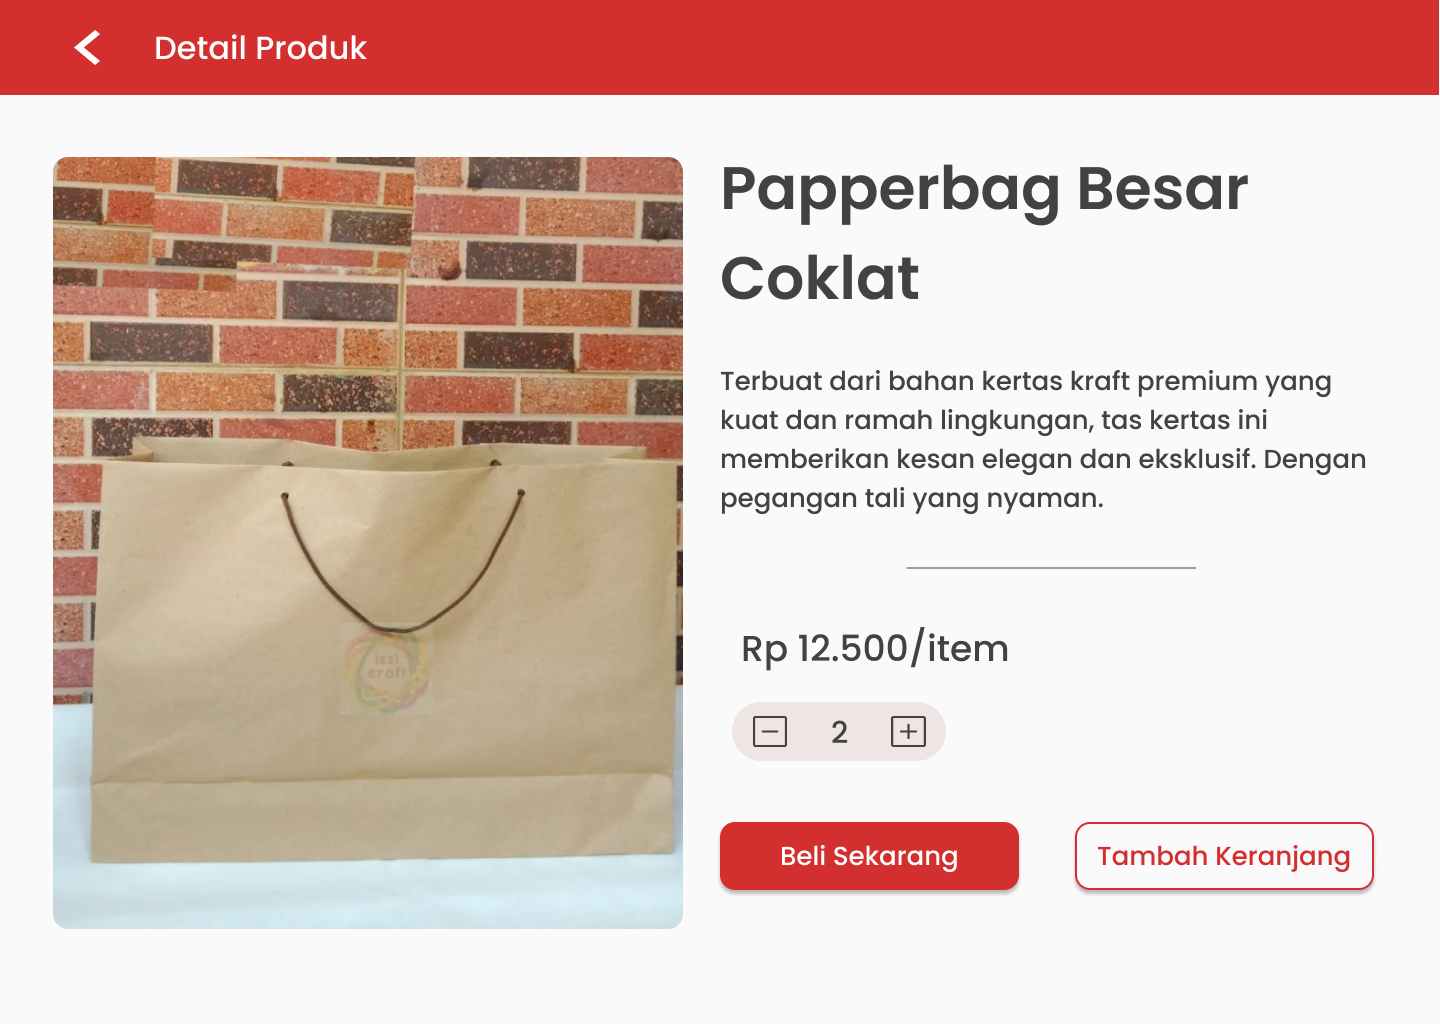 Detail Produk
Papperbag Besar
Coklat
Terbuat dari bahan kertas kraft premium yang
kuat dan ramah lingkungan, tas kertas ini
memberikan kesan elegan dan eksklusif. Dengan
pegangan tali yang nyaman.
izzi
craft
Rp 12.500/item
2
Beli Sekarang
Tambah Keranjang